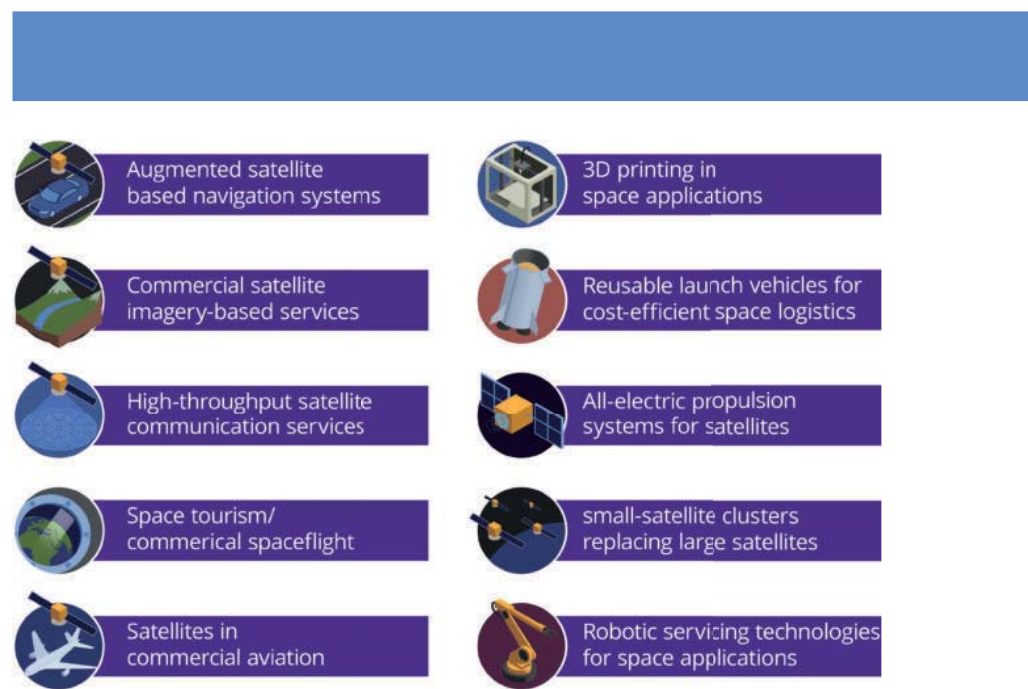 Augmented satellite
based navigation systems
Commercial satellite
imagery-based services
High-throughput satellite
communication services
Space tourism/
commerical spaceflight
Satellites in
commercial aviation
3D printing in
space applications
Reusable launch vehicles for
cost-efficient space logistics
All-electric propulsion
systems for satellites
small-satellite clusters
replacing large satellites
Robotic servicing technologies
for space applications